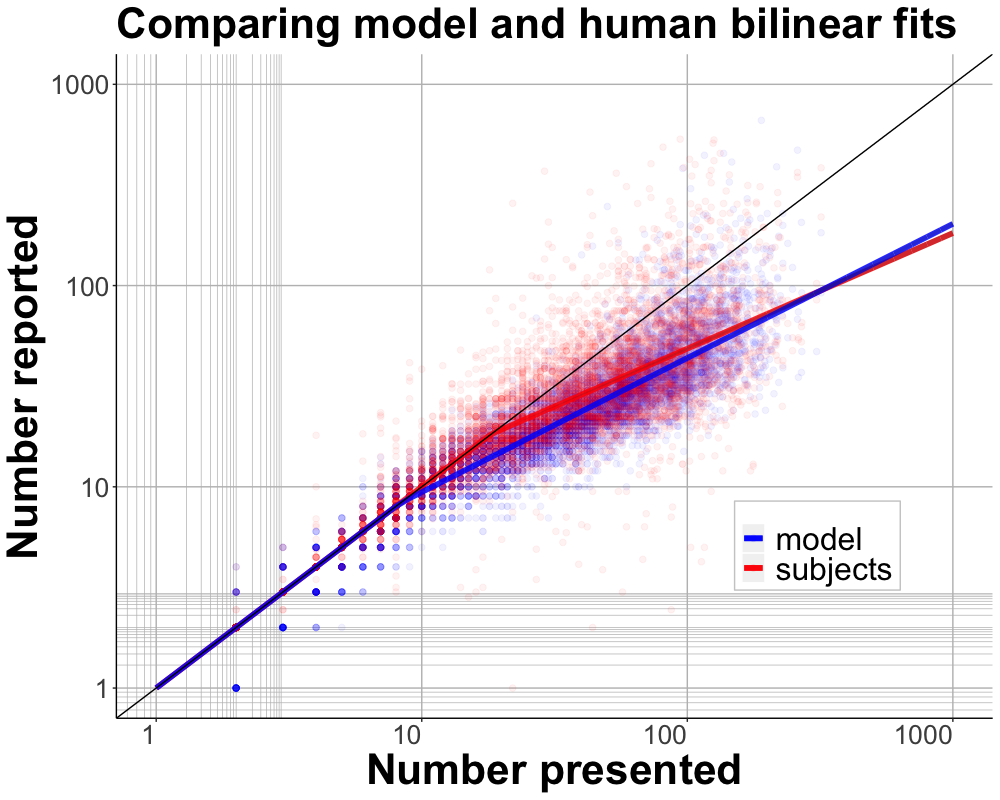 Comparing model and human bilinear fits
Number reported
1000
100
10
1
model
subjects
1
10
100
1000
Number presented